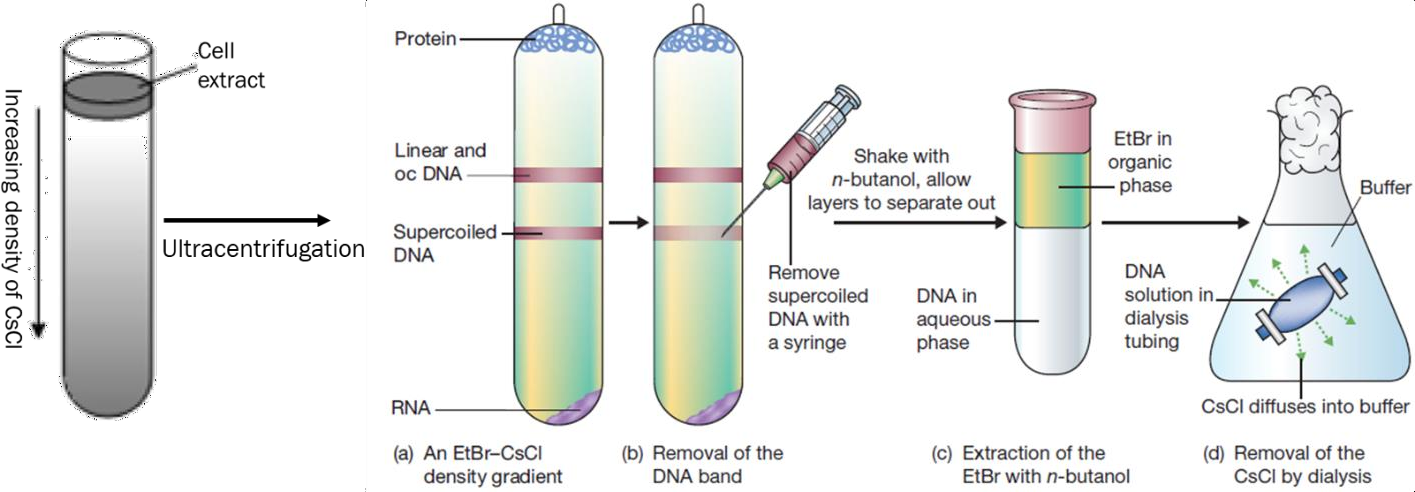 Increasing density of CsCl
Cell
extract
Ultracentrifugation
Protein
Linear and
oc DNA
Supercoiled
DNA
RNA
(a) An EtBr–CsCl
density gradient
Remove
supercoiled
DNA with
a syringe
(b) Removal of the
DNA band
Shake with
n-butanol, allow
layers to separate out
EtBr in
organic
phase
DNA in
aqueous
phase
(c) Extraction of the
EtBr with n-butanol
Buffer
DNA
solution in
dialysis
tubing
CsCl diffuses into buffer
(d) Removal of the
CsCl by dialysis